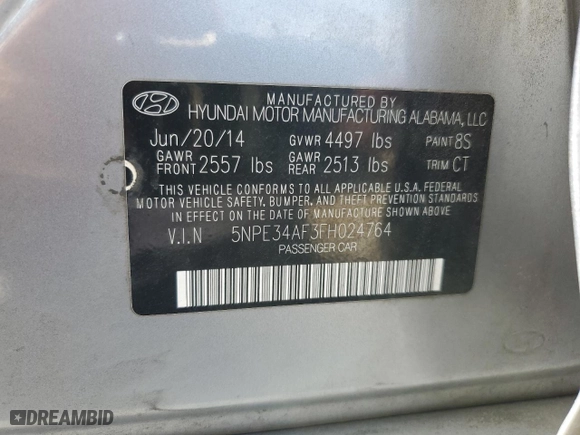 MANUFACTURED BY
HYUNDAI MOTOR MANUFACTURING ALABAMA, LLC
Jun/20/14 GVWR 4497 lbs PAINT 8S
GAWR FRONT 2557 lbs GAWR REAR 2513 lbs TRIM CT
THIS VEHICLE CONFORMS TO ALL APPLICABLE U.S.A. FEDERAL
MOTOR VEHICLE SAFETY, BUMPER, AND THEFT PREVENTION STANDARDS
IN EFFECT ON THE DATE OF MANUFACTURE SHOWN ABOVE.
V.I.N 5NPE34AF3FH024764
PASSENGER CAR
DREAMBID